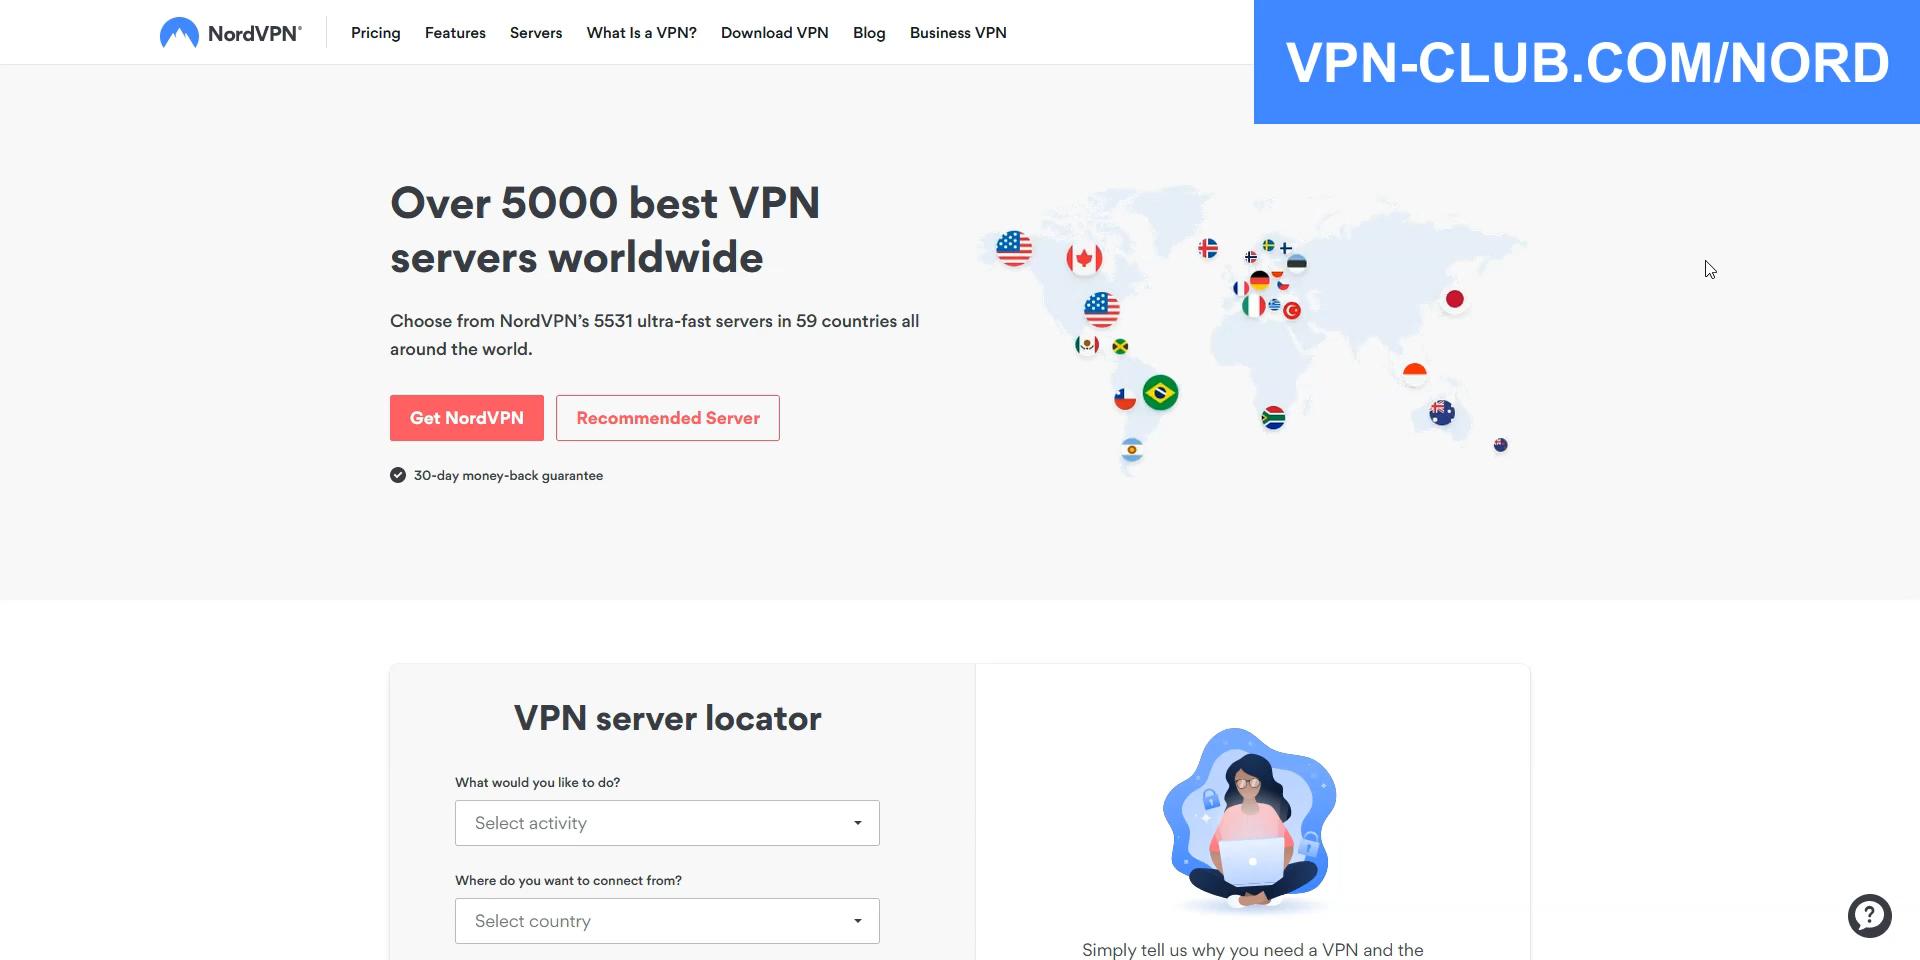 NordVPN®
Pricing
Features
Servers
What Is a VPN?
Download VPN
Blog
Business VPN
VPN-CLUB.COM/NORD
Over 5000 best VPN
servers worldwide
Choose from NordVPN’s 5531 ultra-fast servers in 59 countries all
around the world.
Get NordVPN
Recommended Server
30-day money-back guarantee
VPN server locator
What would you like to do?
Select activity
Where do you want to connect from?
Select country
Simply tell us why you need a VPN and the
?